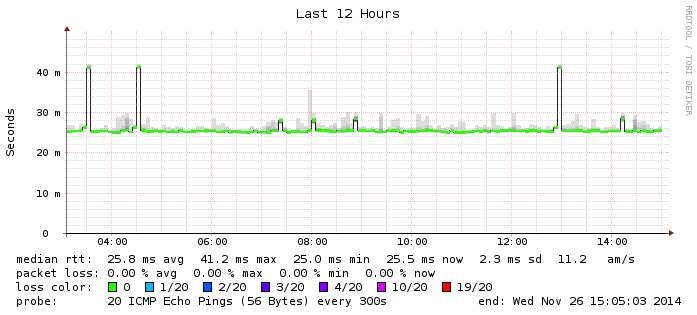 Last 12 Hours
RRDTOOL / TOBI OETIKER
Seconds
40 m
30 m
20 m
10 m
0
04:00 06:00 08:00 10:00 12:00 14:00
median rtt: 25.8 ms avg 41.2 ms max 25.0 ms min 25.5 ms now 2.3 ms sd 11.2 am/s
packet loss: 0.00 % avg 0.00 % max 0.00 % min 0.00 % now
loss color: 0 1/20 2/20 3/20 4/20 10/20 19/20
probe: 20 ICMP Echo Pings (56 Bytes) every 300s end: Wed Nov 26 15:05:03 2014